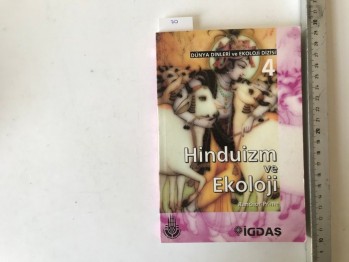 DÜNYA DİNLERİ ve EKOLOJİ DİZİSİ
4
Hinduizm
ve
Ekoloji
İGDAŞ